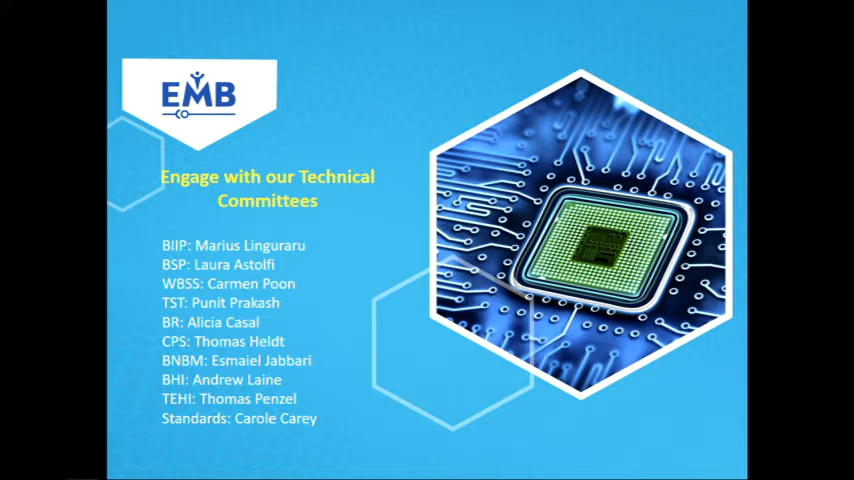 EMB
Engage with our Technical
Committees
BIIP: Marius Linguraru
BSP: Laura Astolfi
WBSS: Carmen Poon
TST: Punit Prakash
BR: Alicia Casal
CPS: Thomas Heldt
BNBM: Esmaiel Jabbari
BHI: Andrew Laine
TEHI: Thomas Penzel
Standards: Carole Carey